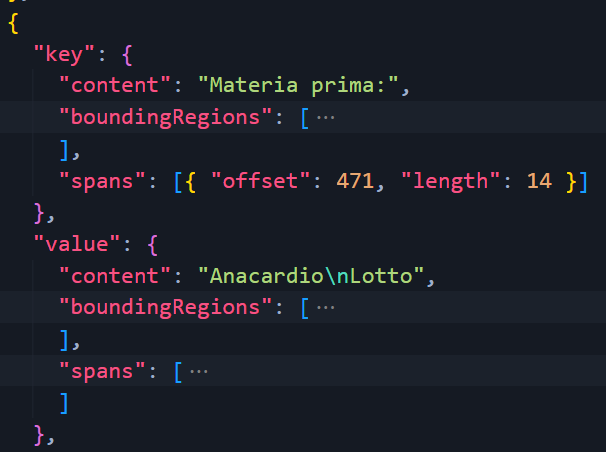 },
{
"key": {
"content": "Materia prima:",
"boundingRegions": [ ···
],
"spans": [{ "offset": 471, "length": 14 }]
},
"value": {
"content": "Anacardio\nLotto",
"boundingRegions": [ ···
],
"spans": [ ···
]
},